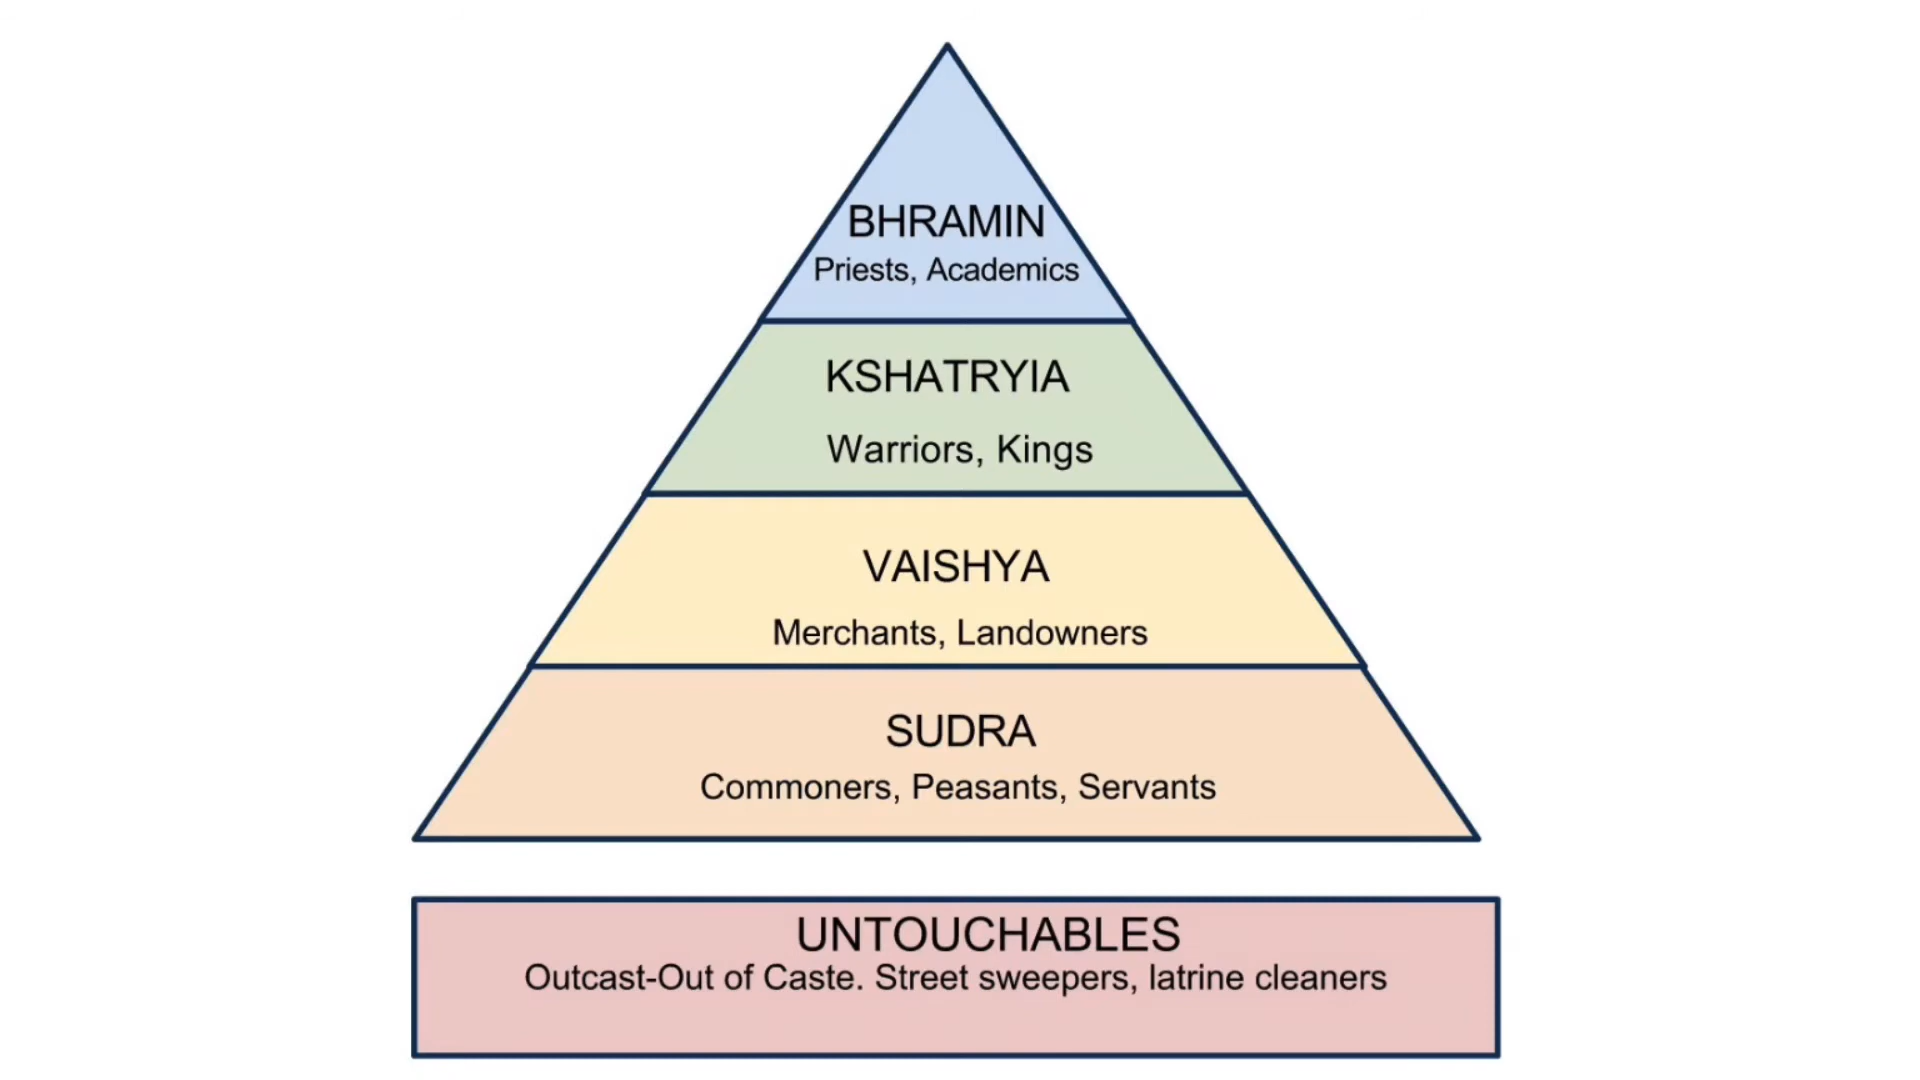 BHRAMIN
Priests, Academics
KSHATRYIA
Warriors, Kings
VAISHYA
Merchants, Landowners
SUDRA
Commoners, Peasants, Servants
UNTOUCHABLES
Outcast-Out of Caste. Street sweepers, latrine cleaners